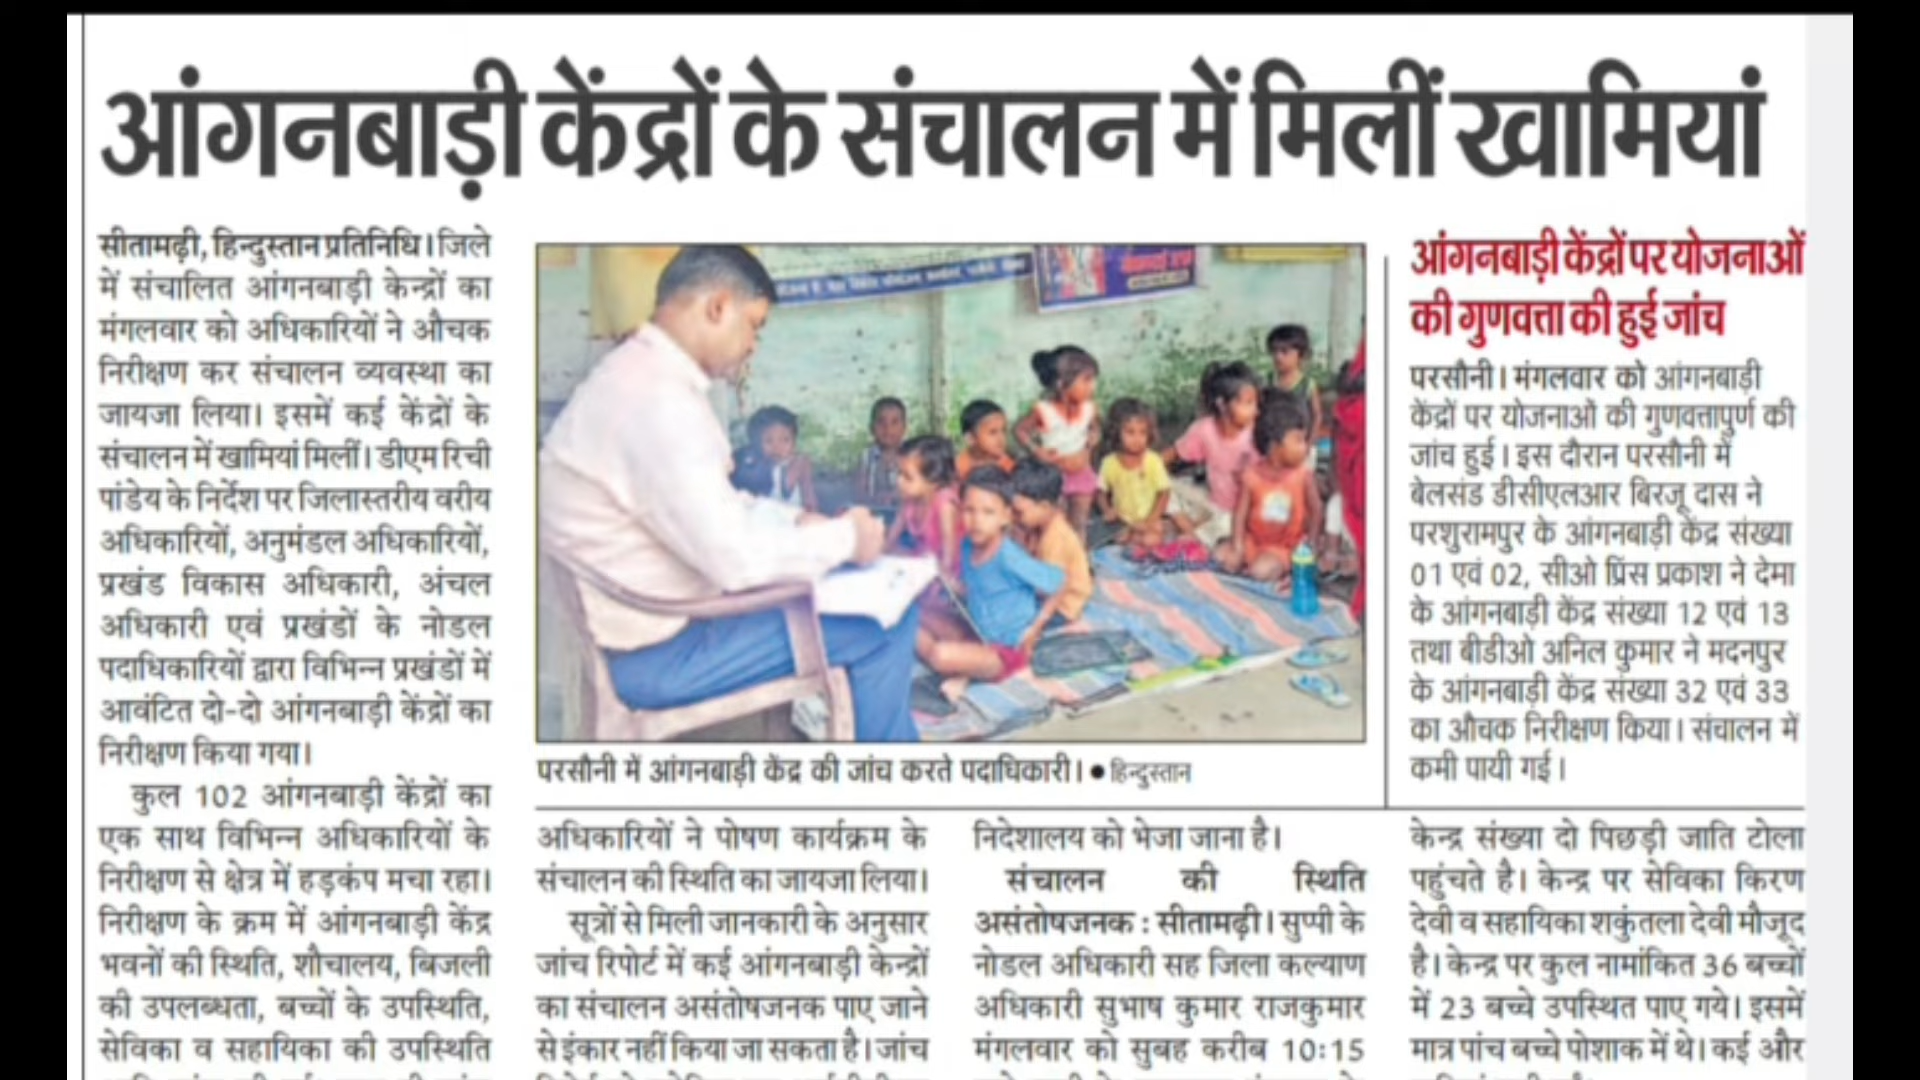 आंगनबाड़ी केंद्रों के संचालन में मिलीं खामियां
सीतामढ़ी, हिन्दुस्तान प्रतिनिधि। जिले
में संचालित आंगनबाड़ी केन्द्रों का
मंगलवार को अधिकारियों ने औचक
निरीक्षण कर संचालन व्यवस्था का
जायजा लिया। इसमें कई केंद्रों के
संचालन में खामियां मिलीं। डीएम रिची
पांडेय के निर्देश पर जिलास्तरीय वरीय
अधिकारियों, अनुमंडल अधिकारियों,
प्रखंड विकास अधिकारी, अंचल
अधिकारी एवं प्रखंडों के नोडल
पदाधिकारियों द्वारा विभिन्न प्रखंडों में
आवंटित दो-दो आंगनबाड़ी केंद्रों का
निरीक्षण किया गया।
कुल 102 आंगनबाड़ी केंद्रों का
एक साथ विभिन्न अधिकारियों के
निरीक्षण से क्षेत्र में हड़कंप मचा रहा।
निरीक्षण के क्रम में आंगनबाड़ी केंद्र
भवनों की स्थिति, शौचालय, बिजली
की उपलब्धता, बच्चों के उपस्थिति,
सेविका व सहायिका की उपस्थिति
परसौनी में आंगनबाड़ी केंद्र की जांच करते पदाधिकारी। ● हिन्दुस्तान
अधिकारियों ने पोषण कार्यक्रम के
संचालन की स्थिति का जायजा लिया।
सूत्रों से मिली जानकारी के अनुसार
जांच रिपोर्ट में कई आंगनबाड़ी केन्द्रों
का संचालन असंतोषजनक पाए जाने
से इंकार नहीं किया जा सकता है। जांच
निदेशालय को भेजा जाना है।
संचालन की स्थिति
असंतोषजनक : सीतामढ़ी। सुप्पी के
नोडल अधिकारी सह जिला कल्याण
अधिकारी सुभाष कुमार राजकुमार
मंगलवार को सुबह करीब 10:15
आंगनबाड़ी केंद्रों पर योजनाओं
की गुणवत्ता की हुई जांच
परसौनी। मंगलवार को आंगनबाड़ी
केंद्रों पर योजनाओं की गुणवत्तापुर्ण की
जांच हुई। इस दौरान परसौनी में
बेलसंड डीसीएलआर बिरजू दास ने
परशुरामपुर के आंगनबाड़ी केंद्र संख्या
01 एवं 02, सीओ प्रिंस प्रकाश ने देमा
के आंगनबाड़ी केंद्र संख्या 12 एवं 13
तथा बीडीओ अनिल कुमार ने मदनपुर
के आंगनबाड़ी केंद्र संख्या 32 एवं 33
का औचक निरीक्षण किया। संचालन में
कमी पायी गई।
केन्द्र संख्या दो पिछड़ी जाति टोला
पहुंचते है। केन्द्र पर सेविका किरण
देवी व सहायिका शकुंतला देवी मौजूद
है। केन्द्र पर कुल नामांकित 36 बच्चों
में 23 बच्चे उपस्थित पाए गये। इसमें
मात्र पांच बच्चे पोशाक में थे। कई और